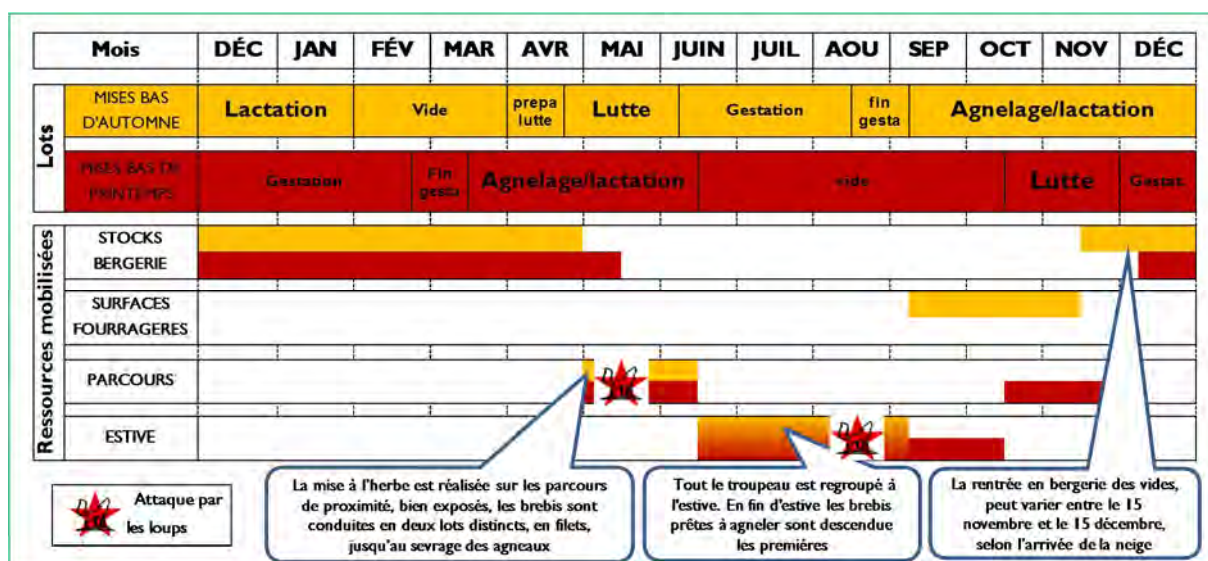 Mois DÉC JAN FÉV MAR AVR MAI JUIN JUIL AOU SEP OCT NOV DÉC
Lots
MISES BAS
D'AUTOMNE
Lactation Vide prepa
lutte Lutte Gestation fin
gesta Agnelage/lactation
MISES BAS DE
PRINTEMPS
Gestation Fin
gesta Agnelage/lactation vide Lutte Gestat.
Ressources mobilisées
STOCKS
BERGERIE
SURFACES
FOURRAGERES
PARCOURS
ESTIVE
Attaque par
les loups
La mise à l'herbe est réalisée sur les parcours
de proximité, bien exposés, les brebis sont
conduites en deux lots distincts, en filets,
jusqu'au sevrage des agneaux
Tout le troupeau est regroupé à
l'estive. En fin d'estive les brebis
prêtes à agneler sont descendue
les premiéres
La rentrée en bergerie des vides,
peut varier entre le 15
novembre et le 15 décembre,
selon l'arrivée de la neige